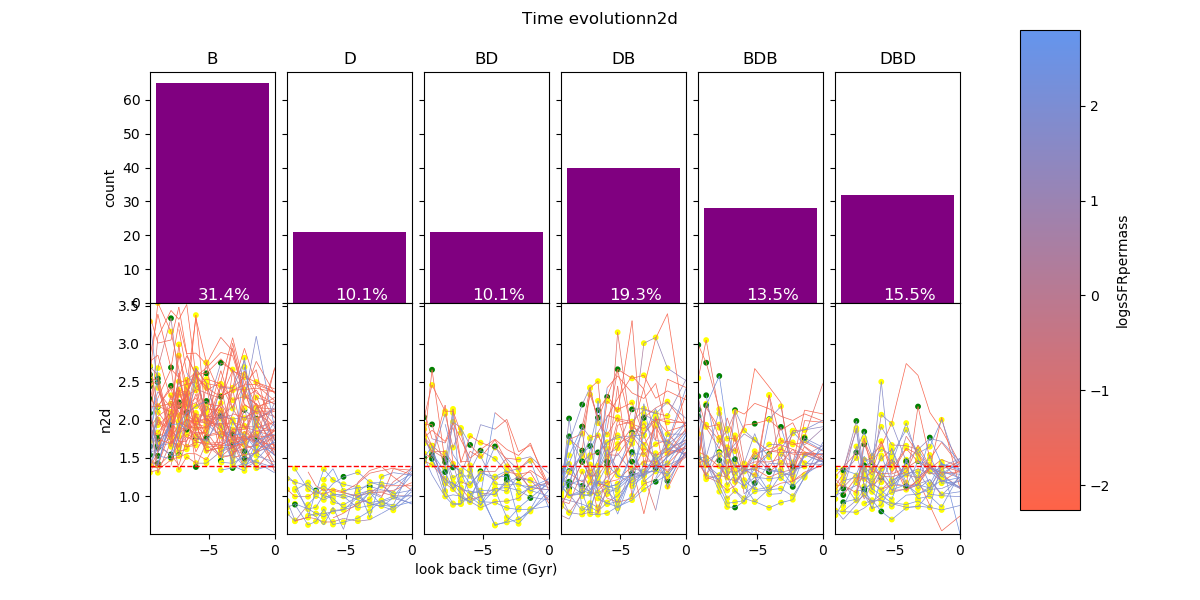 Time evolutionn2d
B D BD DB BDB DBD
60
50
40
30
20
10
0
count
31.4% 10.1% 10.1% 19.3% 13.5% 15.5%
3.5
3.0
2.5
2.0
1.5
1.0
n2d
−5 0 −5 0 −5 0 −5 0 −5 0 −5 0
look back time (Gyr)
2
1
0
−1
−2
logsSFRpermass